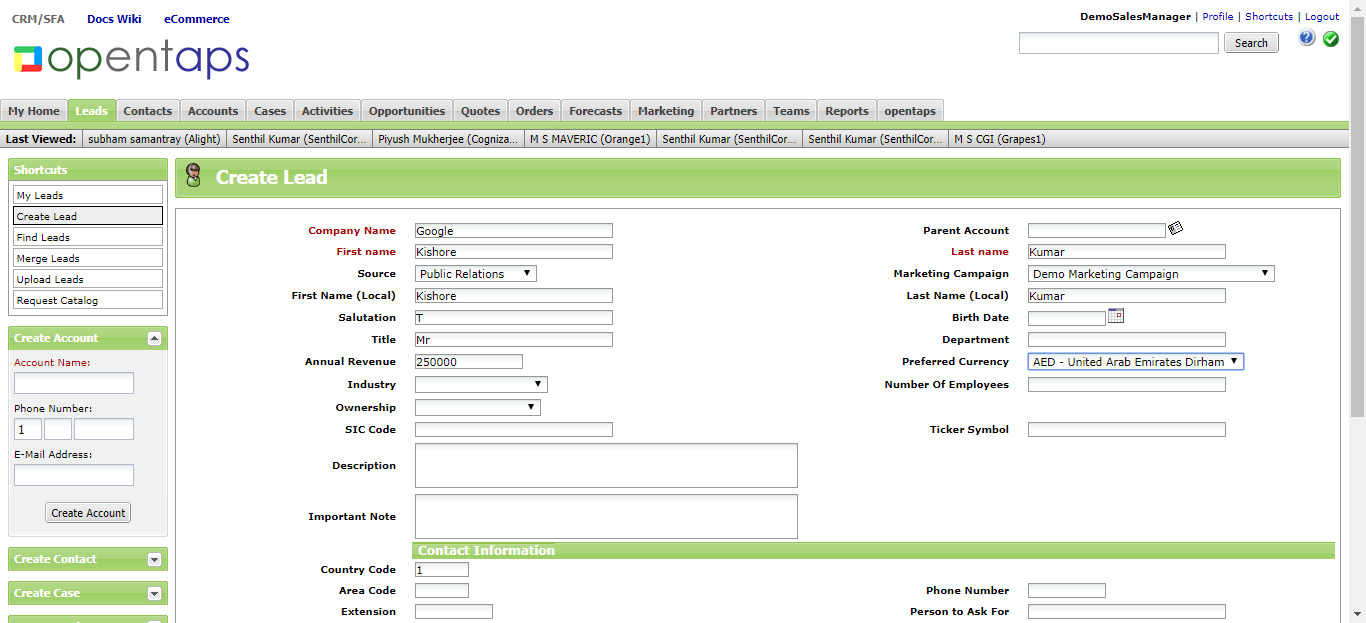 CRM/SFA Docs Wiki eCommerce
DemoSalesManager | Profile | Shortcuts | Logout
opentaps
Search
My Home Leads Contacts Accounts Cases Activities Opportunities Quotes Orders Forecasts Marketing Partners Teams Reports opentaps
Last Viewed: subham samantray (Alight) Senthil Kumar (SenthilCor... Piyush Mukherjee (Cogniza... M S MAVERIC (Orange1) Senthil Kumar (SenthilCor... Senthil Kumar (SenthilCor... M S CGI (Grapes1)
Shortcuts
My Leads
Create Lead
Find Leads
Merge Leads
Upload Leads
Request Catalog
Create Account
Account Name:
Phone Number:
1
E-Mail Address:
Create Account
Create Contact
Create Case
Create Lead
Company Name Google Parent Account
First name Kishore Last name Kumar
Source Public Relations Marketing Campaign Demo Marketing Campaign
First Name (Local) Kishore Last Name (Local) Kumar
Salutation T Birth Date
Title Mr Department
Annual Revenue 250000 Preferred Currency AED - United Arab Emirates Dirham
Industry Number Of Employees
Ownership
SIC Code Ticker Symbol
Description
Important Note
Contact Information
Country Code 1
Area Code Phone Number
Extension Person to Ask For